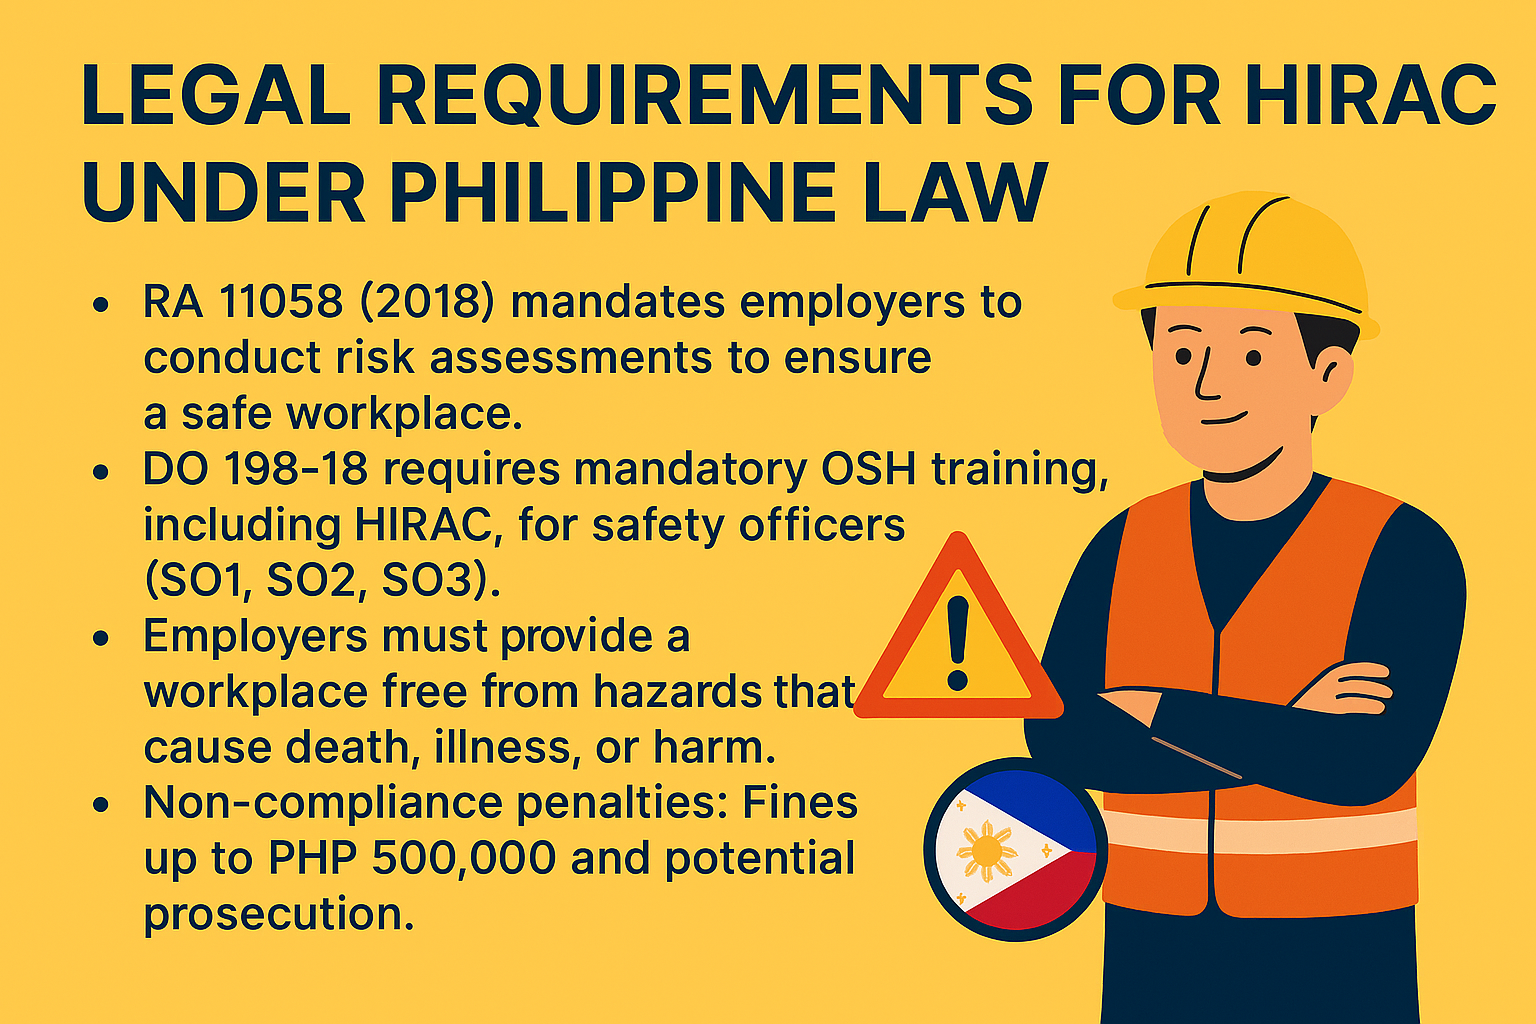 LEGAL REQUIREMENTS FOR HIRAC
UNDER PHILIPPINE LAW
• RA 11058 (2018) mandates employers to
conduct risk assessments to ensure
a safe workplace.
• DO 198-18 requires mandatory OSH training,
including HIRAC, for safety officers
(SO1, SO2, SO3).
• Employers must provide a
workplace free from hazards that
cause death, illness, or harm.
• Non-compliance penalties: Fines
up to PHP 500,000 and potential
prosecution.